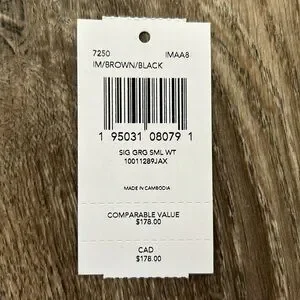 7250 IMAA8
IM/BROWN/BLACK
1 95031 08079 1
SIG GRG SML WT
10011289JAX
MADE IN CAMBODIA
COMPARABLE VALUE
$178.00
CAD
$178.00